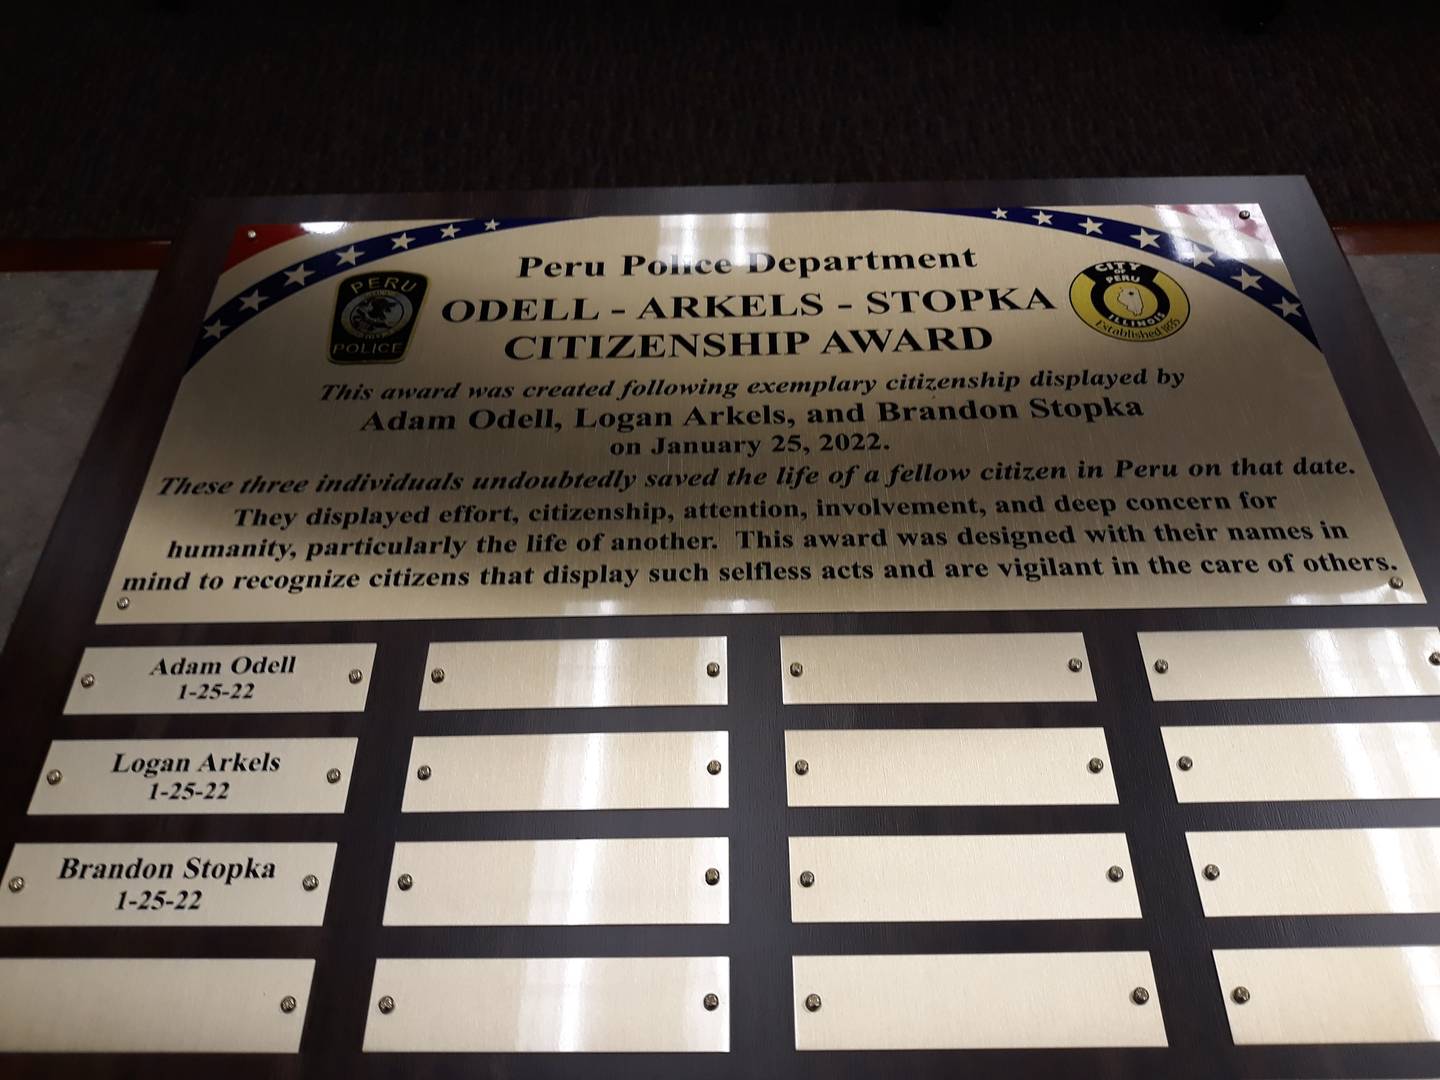 Peru Police Department
ODELL - ARKELS - STOPKA
CITIZENSHIP AWARD
PERU
POLICE
CITY
OF
PERU
ILLINOIS
Established 1835
This award was created following exemplary citizenship displayed by
Adam Odell, Logan Arkels, and Brandon Stopka
on January 25, 2022.
These three individuals undoubtedly saved the life of a fellow citizen in Peru on that date.
They displayed effort, citizenship, attention, involvement, and deep concern for
humanity, particularly the life of another. This award was designed with their names in
mind to recognize citizens that display such selfless acts and are vigilant in the care of others.
Adam Odell
1-25-22
Logan Arkels
1-25-22
Brandon Stopka
1-25-22